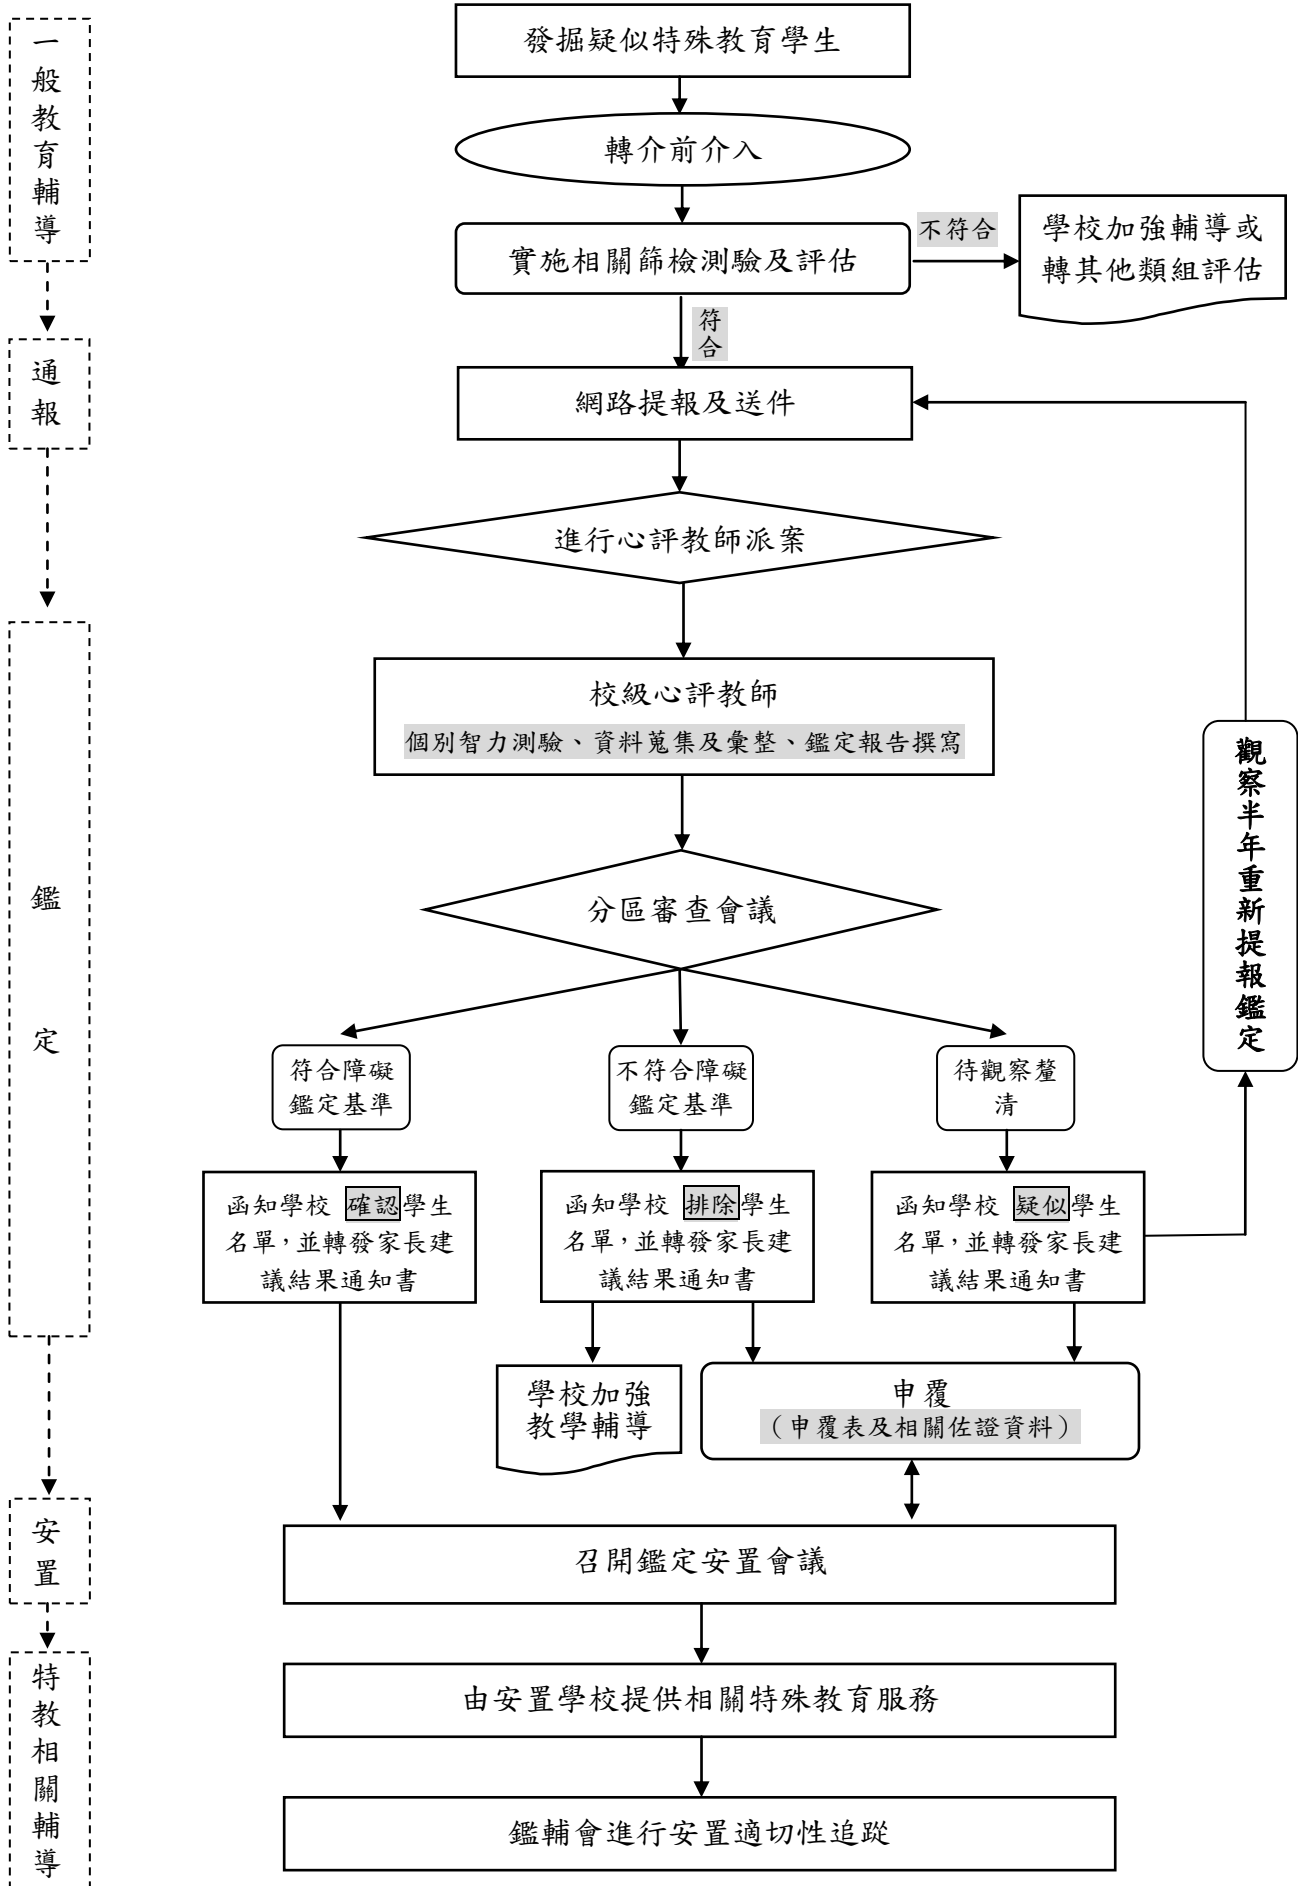 一般教育輔導
通報
鑑定
安置
特教相關輔導
發掘疑似特殊教育學生
轉介前介入
實施相關篩檢測驗及評估
不符合
學校加強輔導或
轉其他類組評估
符
合
網路提報及送件
進行心評教師派案
校級心評教師
個別智力測驗、資料蒐集及彙整、鑑定報告撰寫
觀察半年重新提報鑑定
分區審查會議
符合障礙
鑑定基準
不符合障礙
鑑定基準
待觀察釐
清
函知學校 確認學生
名單，並轉發家長建
議結果通知書
函知學校 排除學生
名單，並轉發家長建
議結果通知書
函知學校 疑似學生
名單，並轉發家長建
議結果通知書
學校加強
教學輔導
申覆
（申覆表及相關佐證資料）
召開鑑定安置會議
由安置學校提供相關特殊教育服務
鑑輔會進行安置適切性追蹤